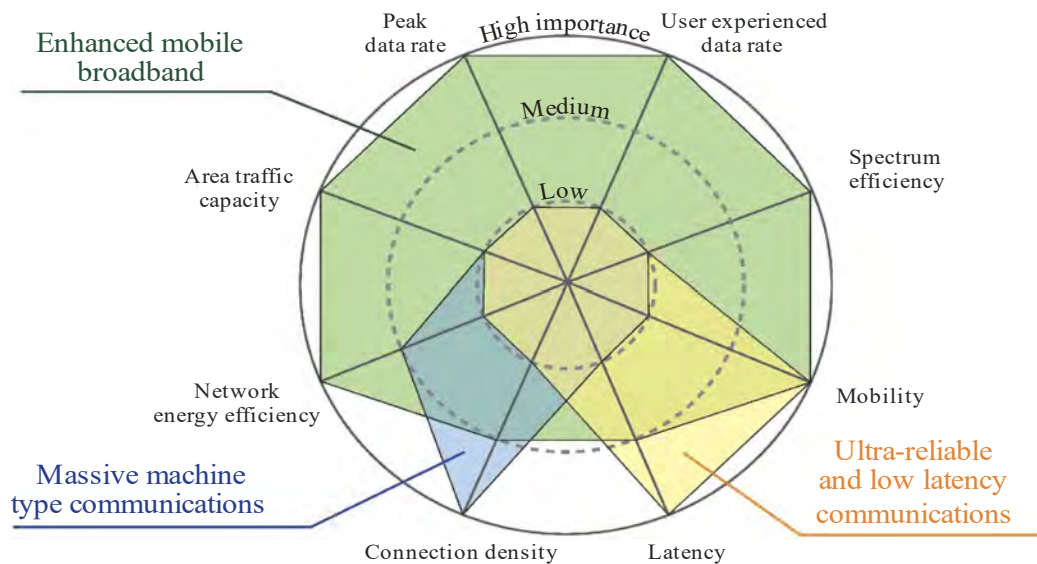 Peak
data rate
High importance
User experienced
data rate
Enhanced mobile
broadband
Medium
Area traffic
capacity
Low
Spectrum
efficiency
Network
energy efficiency
Mobility
Massive machine
type communications
Ultra-reliable
and low latency
communications
Connection density
Latency